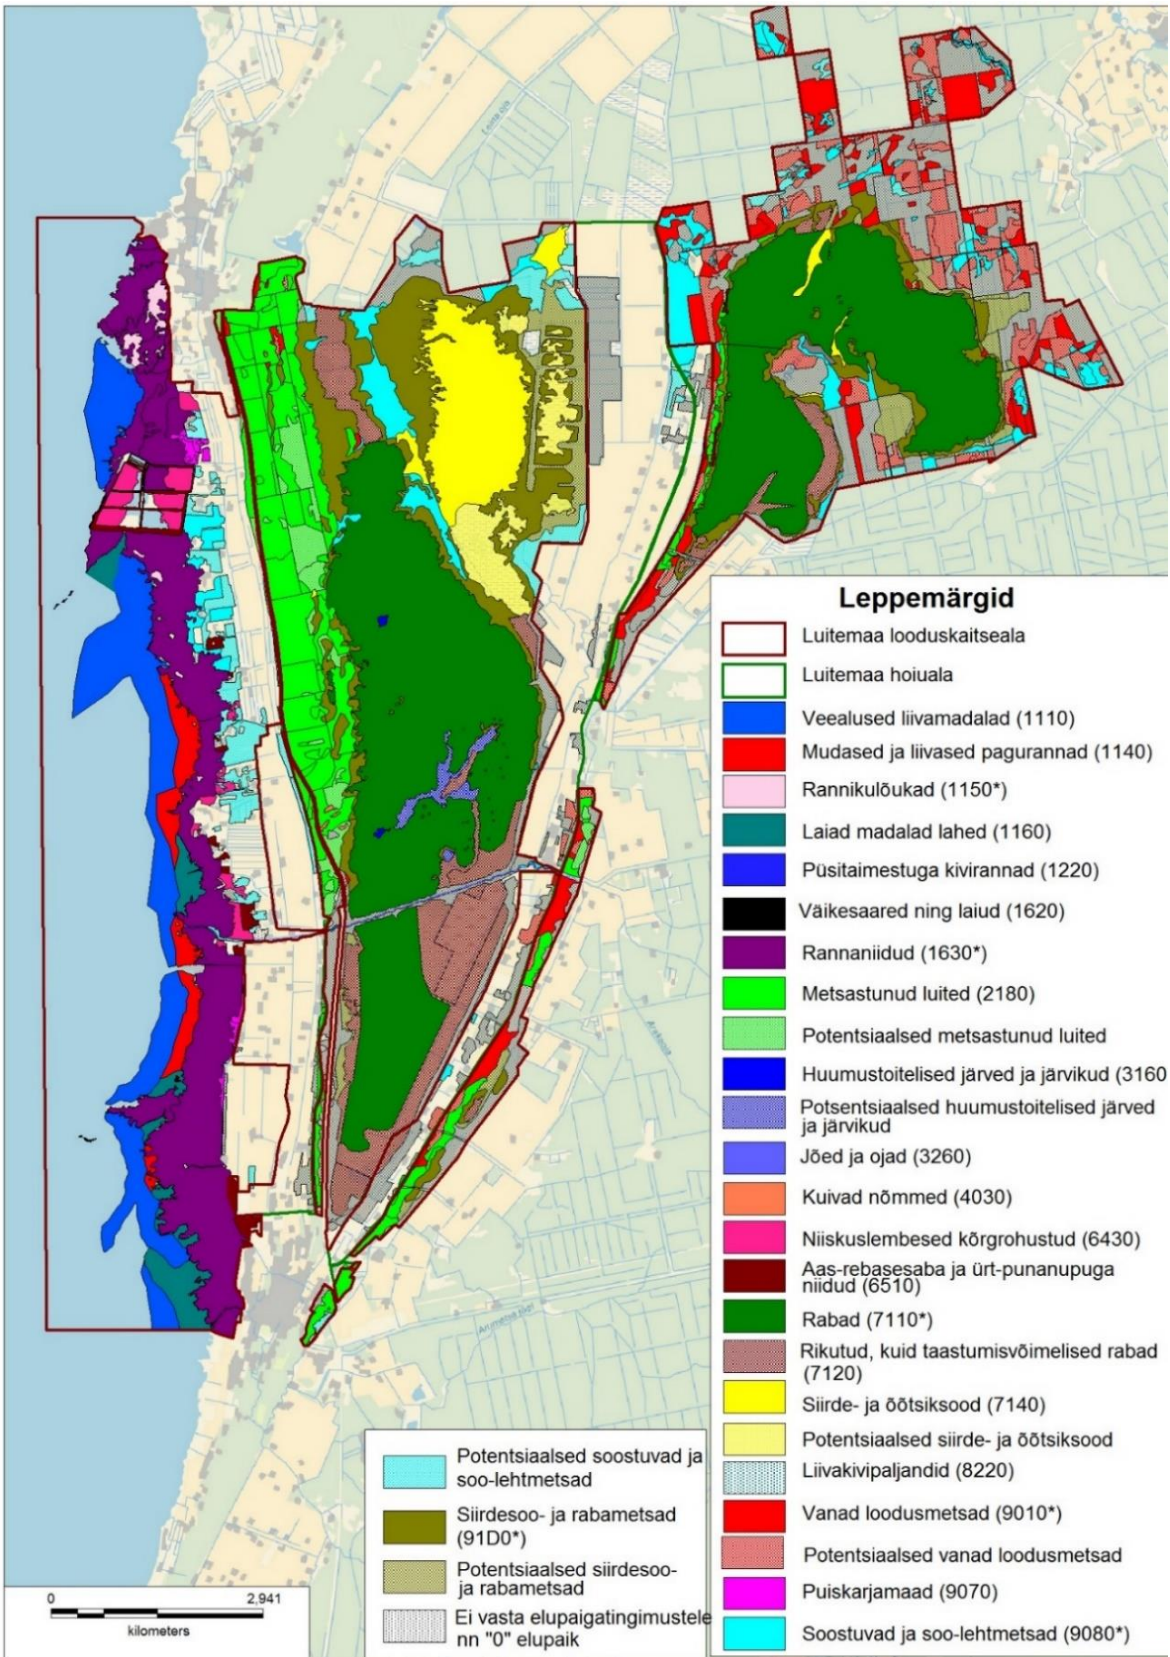 Leppemärgid
Luitemaa looduskaitseala
Luitemaa hoiuala
Veealused liivamadalad (1110)
Mudased ja liivased pagurannad (1140)
Rannikulõukad (1150*)
Laiad madalad lahed (1160)
Püsitaimestuga kivirannad (1220)
Väikesaared ning laiud (1620)
Rannaniidud (1630*)
Metsastunud luited (2180)
Potentsiaalsed metsastunud luited
Huumustoitelised järved ja järvikud (3160
Potsentsiaalsed huumustoitelised järved
ja järvikud
Jõed ja ojad (3260)
Kuivad nõmmed (4030)
Niiskuslembesed kõrgrohustud (6430)
Aas-rebasesaba ja ürt-punanupuga
niidud (6510)
Rabad (7110*)
Rikutud, kuid taastumisvõimelised rabad
(7120)
Siirde- ja õõtsiksood (7140)
Potentsiaalsed siirde- ja õõtsiksood
Liivakivipaljandid (8220)
Vanad loodusmetsad (9010*)
Potentsiaalsed vanad loodusmetsad
Puiskarjamaad (9070)
Soostuvad ja soo-lehtmetsad (9080*)
Potentsiaalsed soostuvad ja
soo-lehtmetsad
Siirdesoo- ja rabametsad
(91D0*)
Potentsiaalsed siirdesoo-
ja rabametsad
Ei vasta elupaigatingimustele
nn "0" elupaik
0 2,941
kilometers